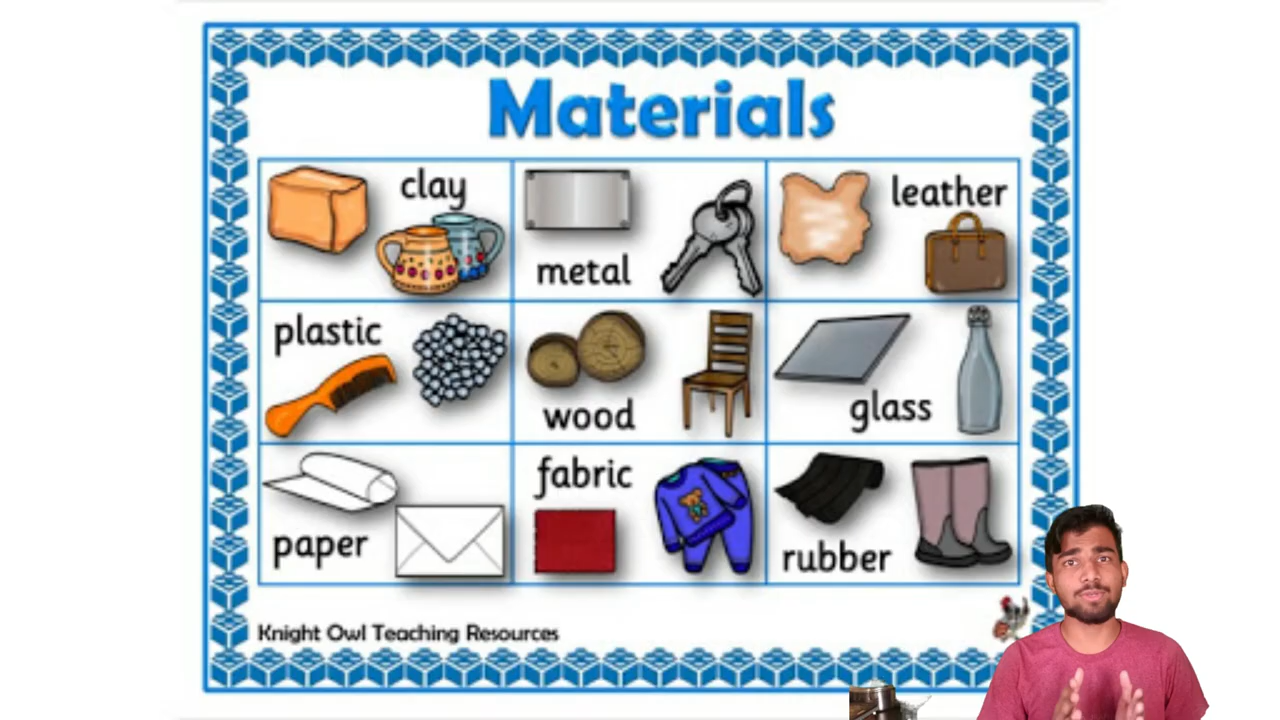 Materials
clay
metal
leather
plastic
wood
glass
paper
fabric
rubber
Knight Owl Teaching Resources